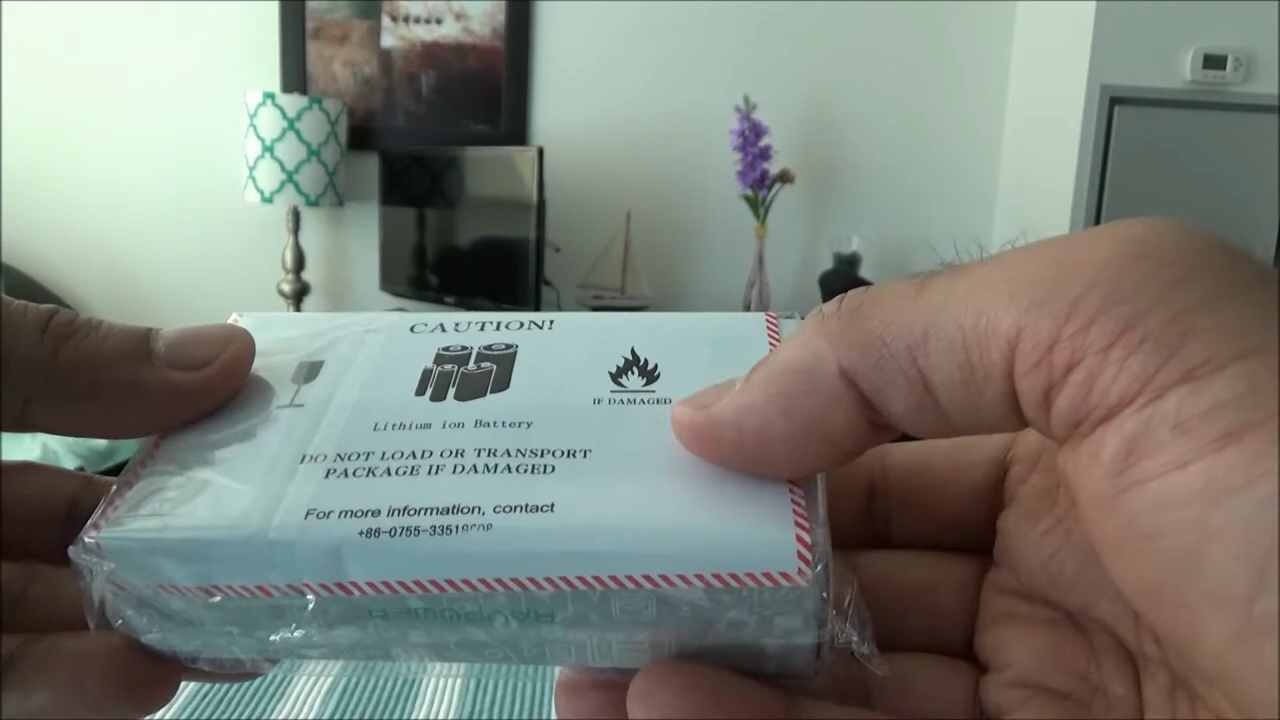 CAUTION!
IF DAMAGED
Lithium ion Battery
DO NOT LOAD OR TRANSPORT
PACKAGE IF DAMAGED
For more information, contact